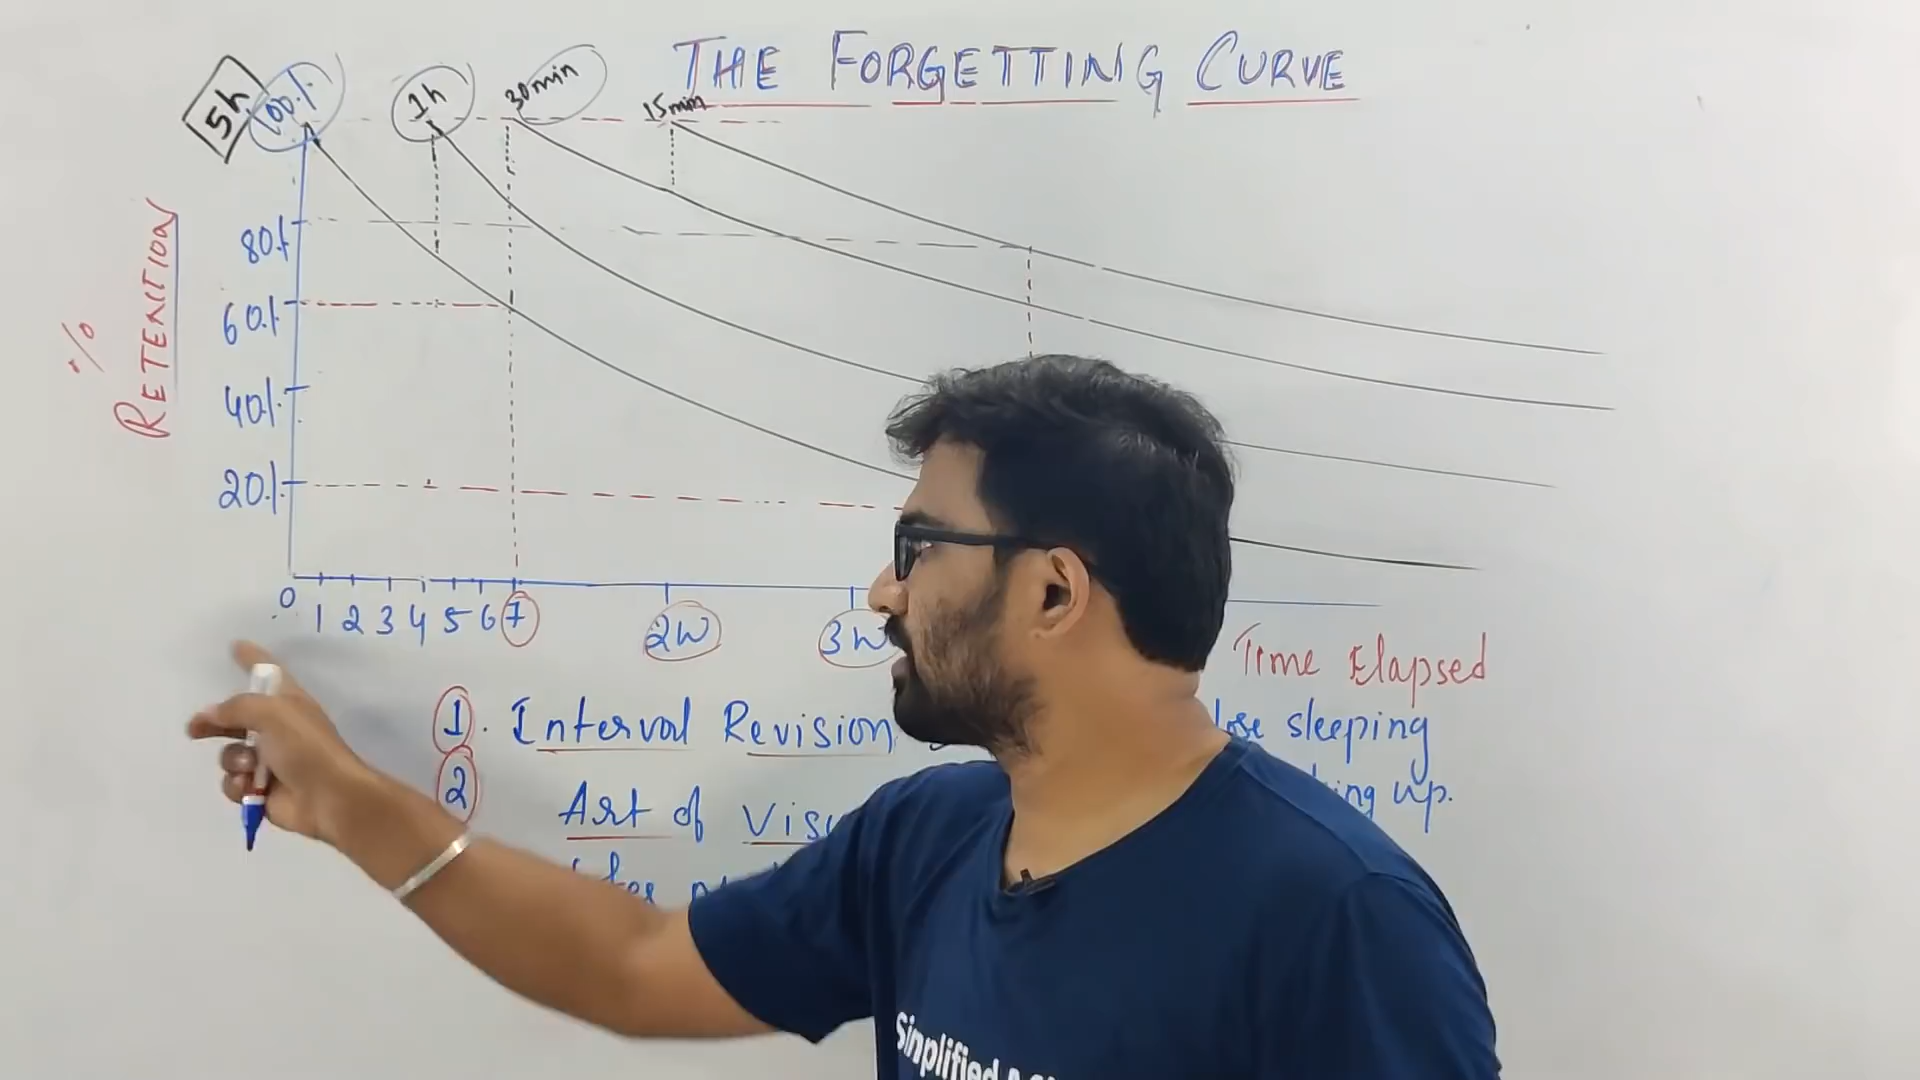 THE FORGETTING CURVE
5h 100% 1h 30min 15min
80%
60%
40%
20%
% RETENTION
0 1 2 3 4 5 6 7 2W 3W
Time Elapsed
1. Interval Revision sleeping
2 Art of up.
Simplified